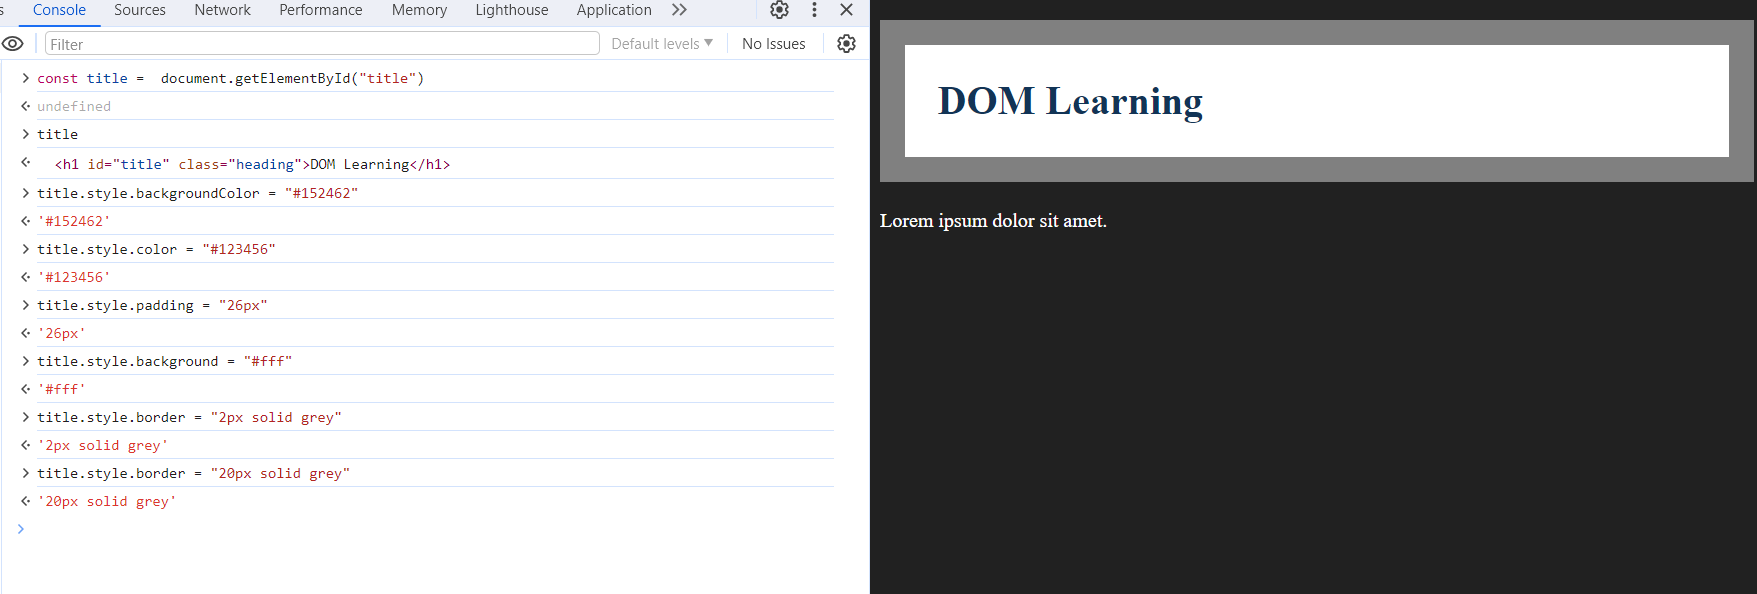 s Console Sources Network Performance Memory Lighthouse Application
Filter Default levels No Issues
const title =  document.getElementById("title")
undefined
title
<h1 id="title" class="heading">DOM Learning</h1>
title.style.backgroundColor = "#152462"
'#152462'
title.style.color = "#123456"
'#123456'
title.style.padding = "26px"
'26px'
title.style.background = "#fff"
'#fff'
title.style.border = "2px solid grey"
'2px solid grey'
title.style.border = "20px solid grey"
'20px solid grey'
DOM Learning
Lorem ipsum dolor sit amet.